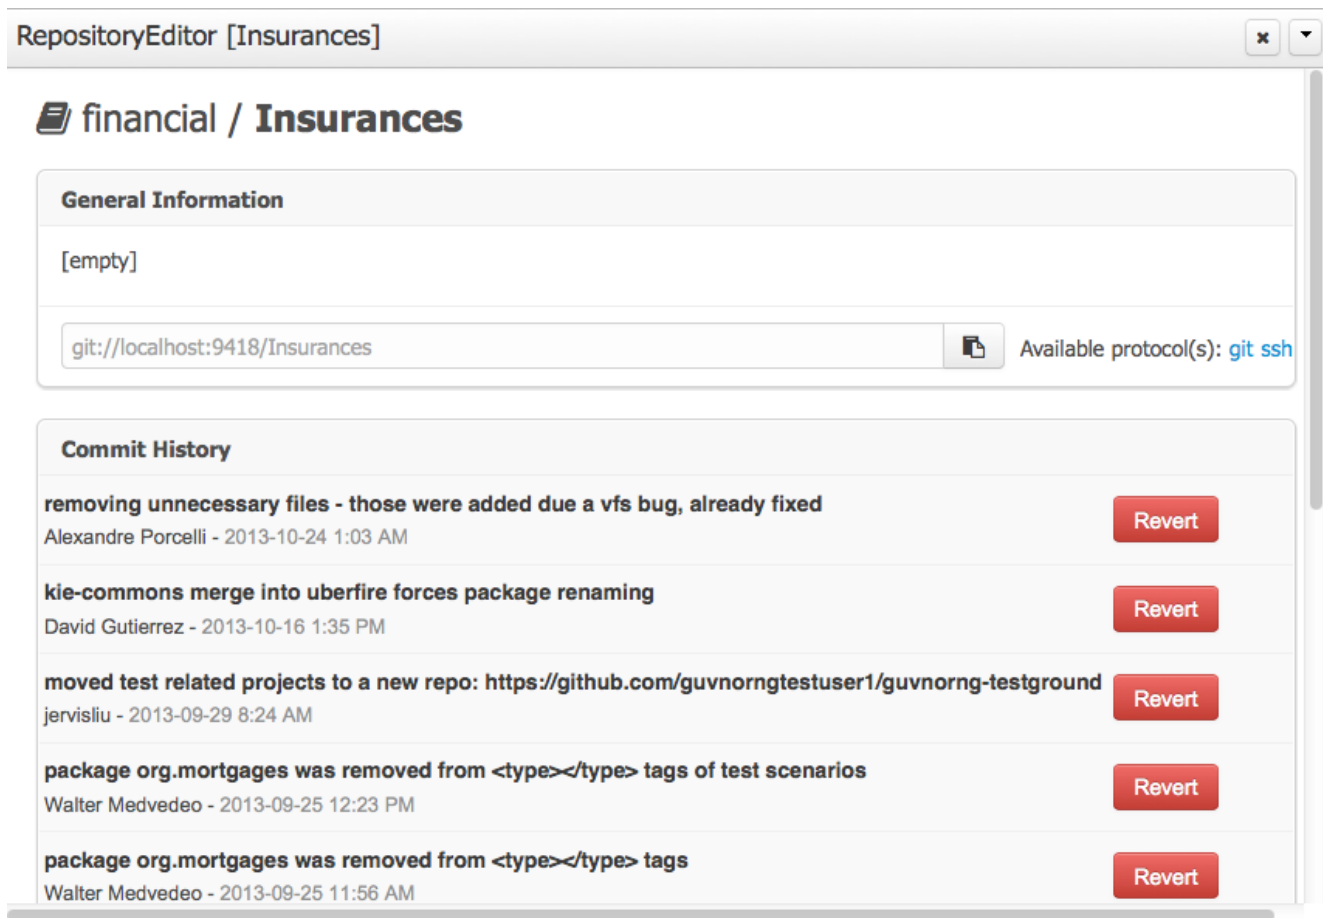 RepositoryEditor [Insurances]
financial / Insurances
General Information
[empty]
git://localhost:9418/Insurances
Available protocol(s): git ssh
Commit History
removing unnecessary files - those were added due a vfs bug, already fixed
Alexandre Porcelli - 2013-10-24 1:03 AM
Revert
kie-commons merge into uberfire forces package renaming
David Gutierrez - 2013-10-16 1:35 PM
Revert
moved test related projects to a new repo: https://github.com/guvnorngtestuser1/guvnorng-testground
jervisliu - 2013-09-29 8:24 AM
Revert
package org.mortgages was removed from <type></type> tags of test scenarios
Walter Medvedeo - 2013-09-25 12:23 PM
Revert
package org.mortgages was removed from <type></type> tags
Walter Medvedeo - 2013-09-25 11:56 AM
Revert